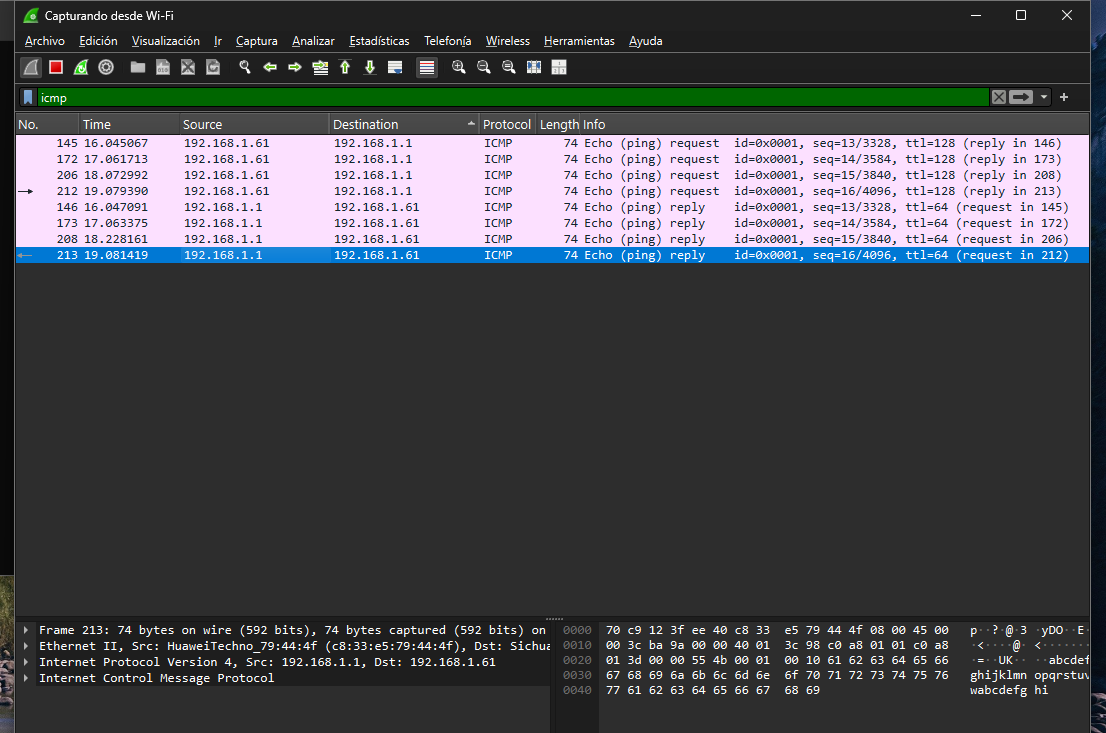 Capturando desde Wi-Fi
Archivo Edición Visualización Ir Captura Analizar Estadísticas Telefonía Wireless Herramientas Ayuda
icmp
No. Time Source Destination Protocol Length Info
145 16.045067 192.168.1.61 192.168.1.1 ICMP 74 Echo (ping) request id=0x0001, seq=13/3328, ttl=128 (reply in 146)
172 17.061713 192.168.1.61 192.168.1.1 ICMP 74 Echo (ping) request id=0x0001, seq=14/3584, ttl=128 (reply in 173)
206 18.072992 192.168.1.61 192.168.1.1 ICMP 74 Echo (ping) request id=0x0001, seq=15/3840, ttl=128 (reply in 208)
212 19.079390 192.168.1.61 192.168.1.1 ICMP 74 Echo (ping) request id=0x0001, seq=16/4096, ttl=128 (reply in 213)
146 16.047091 192.168.1.1 192.168.1.61 ICMP 74 Echo (ping) reply id=0x0001, seq=13/3328, ttl=64 (request in 145)
173 17.063375 192.168.1.1 192.168.1.61 ICMP 74 Echo (ping) reply id=0x0001, seq=14/3584, ttl=64 (request in 172)
208 18.228161 192.168.1.1 192.168.1.61 ICMP 74 Echo (ping) reply id=0x0001, seq=15/3840, ttl=64 (request in 206)
213 19.081419 192.168.1.1 192.168.1.61 ICMP 74 Echo (ping) reply id=0x0001, seq=16/4096, ttl=64 (request in 212)
Frame 213: 74 bytes on wire (592 bits), 74 bytes captured (592 bits) on
Ethernet II, Src: HuaweiTechno_79:44:4f (c8:33:e5:79:44:4f), Dst: Sichua
Internet Protocol Version 4, Src: 192.168.1.1, Dst: 192.168.1.61
Internet Control Message Protocol
0000 70 c9 12 3f ee 40 c8 33 e5 79 44 4f 08 00 45 00 p··?·@·3 ·yDO··E·
0010 00 3c ba 9a 00 00 40 01 3c 98 c0 a8 01 01 c0 a8 ·<····@· <·······
0020 01 3d 00 00 55 4b 00 01 00 10 61 62 63 64 65 66 ·=··UK·· ··abcdef
0030 67 68 69 6a 6b 6c 6d 6e 6f 70 71 72 73 74 75 76 ghijklmn opqrstuv
0040 77 61 62 63 64 65 66 67 68 69 wabcdefg hi